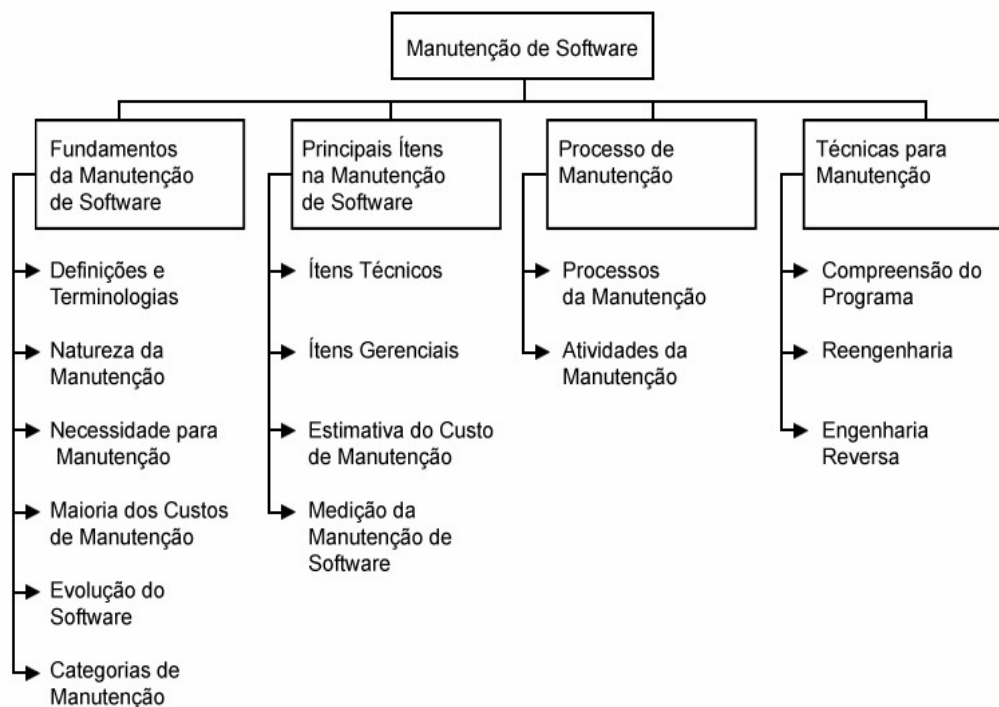 Manutenção de Software
Fundamentos
da Manutenção
de Software
Definições e
Terminologias
Natureza da
Manutenção
Necessidade para
Manutenção
Maioria dos Custos
de Manutenção
Evolução do
Software
Categorias de
Manutenção
Principais Ítens
na Manutenção
de Software
Ítens Técnicos
Ítens Gerenciais
Estimativa do Custo
de Manutenção
Medição da
Manutenção de
Software
Processo de
Manutenção
Processos
da Manutenção
Atividades da
Manutenção
Técnicas para
Manutenção
Compreensão do
Programa
Reengenharia
Engenharia
Reversa